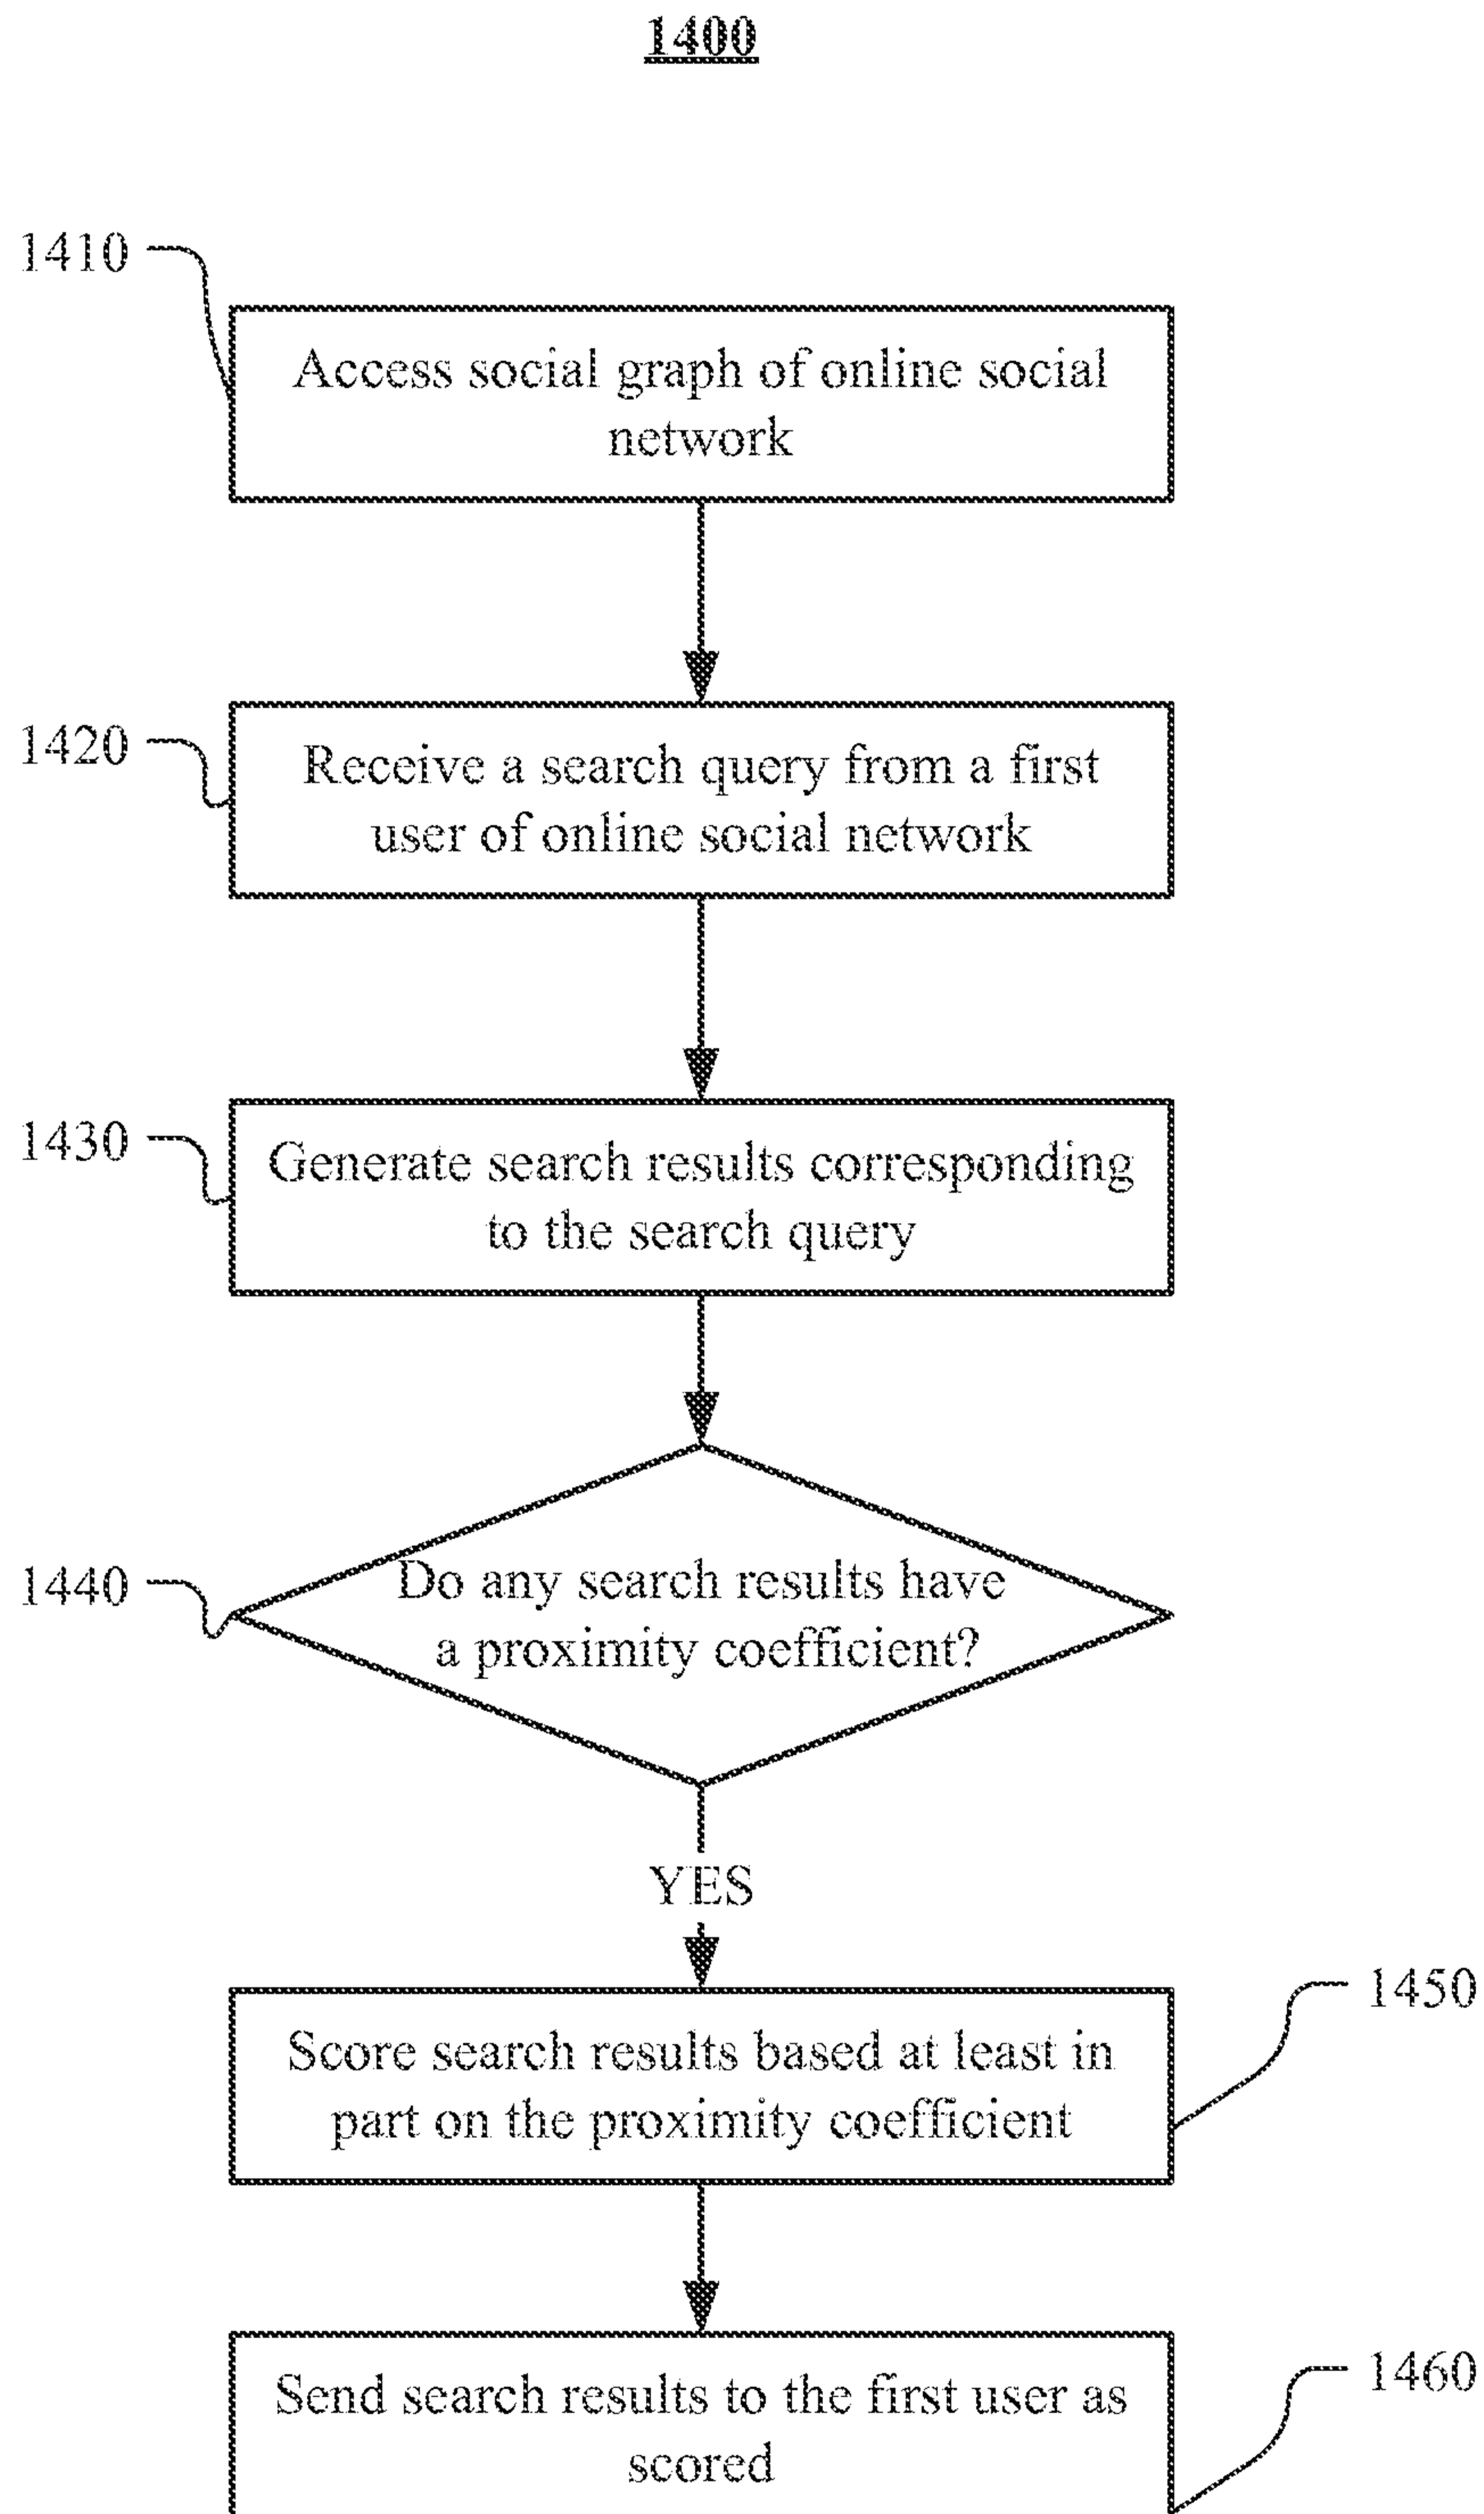 1400
1410
Access social graph of online social
network
1420
Receive a search query from a first
user of online social network
1430
Generate search results corresponding
to the search query
1440
Do any search results have
a proximity coefficient?
YES
1450
Score search results based at least in
part on the proximity coefficient
1460
Send search results to the first user as
scored